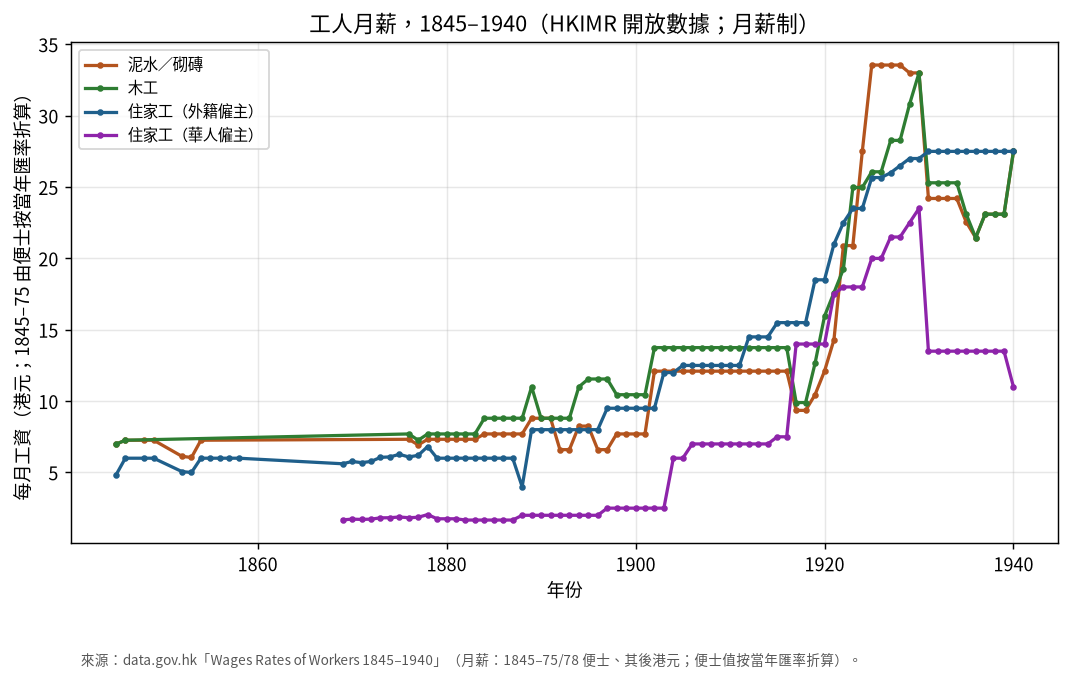 工人月薪，1845–1940（HKIMR 開放數據；月薪制）
每月工資（港元；1845–75 由便士按當年匯率折算）
35
30
25
20
15
10
5
泥水／砌磚
木工
住家工（外籍僱主）
住家工（華人僱主）
1860
1880
1900
1920
1940
年份
來源：data.gov.hk「Wages Rates of Workers 1845–1940」（月薪：1845–75/78 便士、其後港元；便士值按當年匯率折算）。